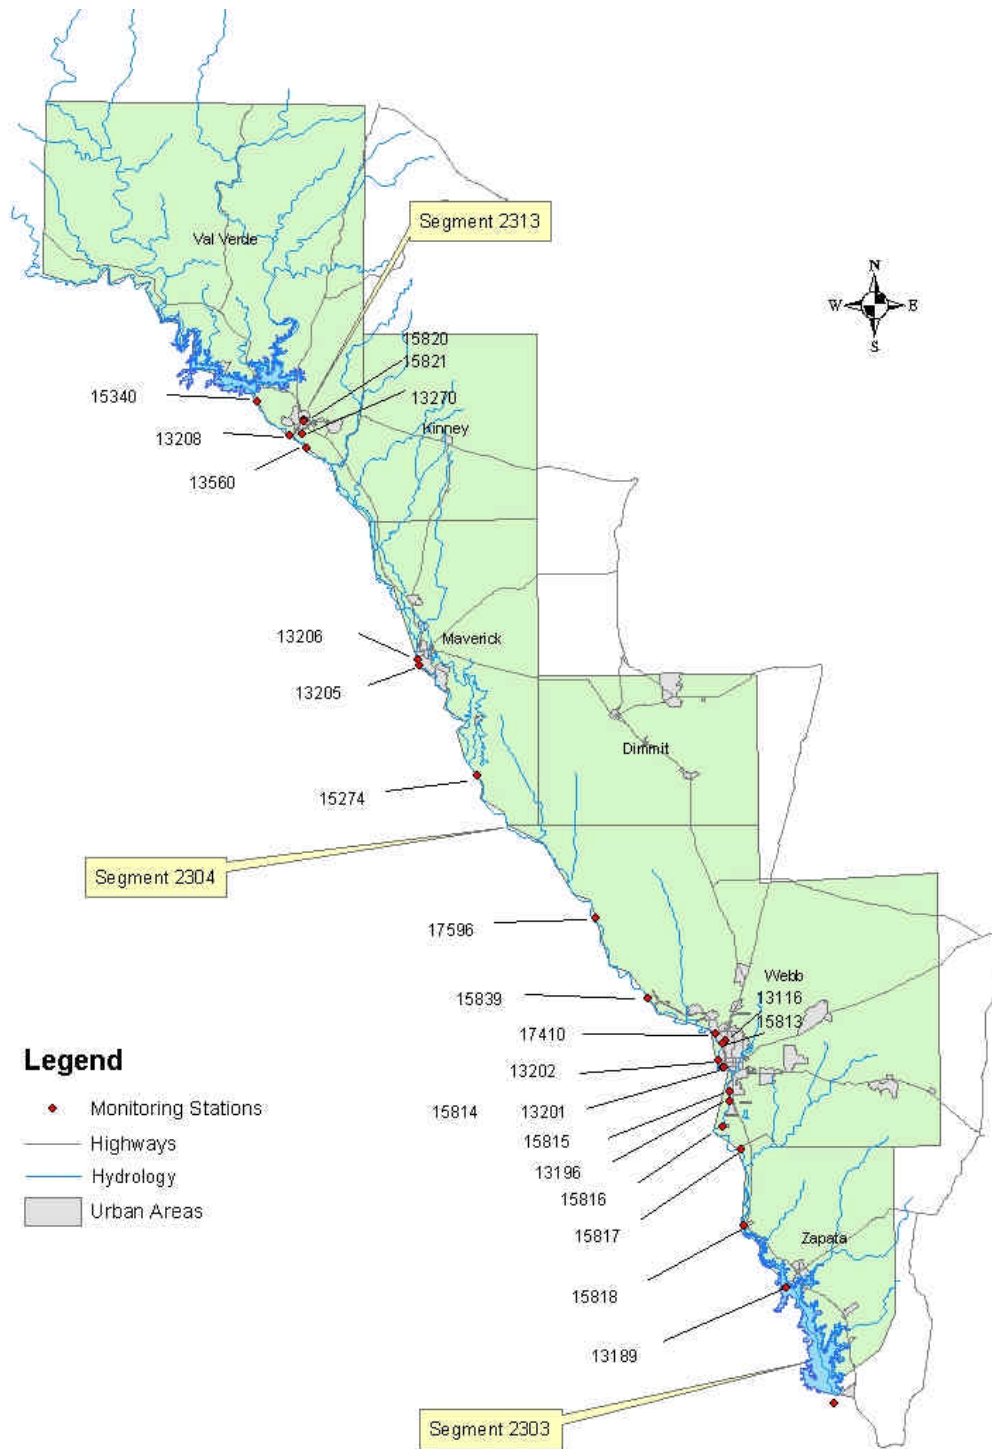 Segment 2313
Val Verde
N
W E
S
15820
15821
15340
13270
Kinney
13208
13560
13206
Maverick
13205
Dimmit
15274
Segment 2304
17596
Webb
15839
13116
15813
17410
13202
15814
13201
15815
13196
15816
15817
Zapata
15818
13189
Segment 2303
Legend
Monitoring Stations
Highways
Hydrology
Urban Areas